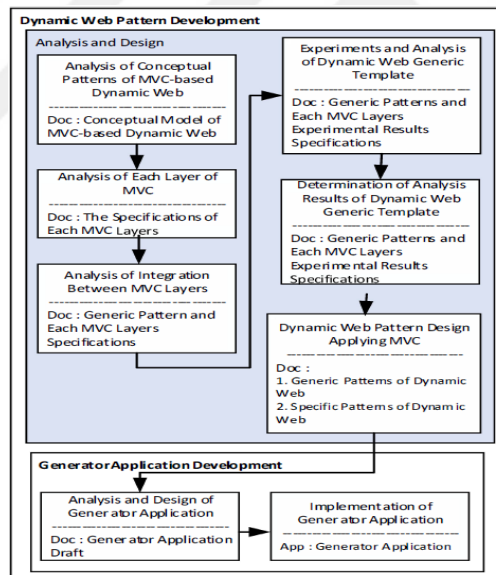 Dynamic Web Pattern Development
Analysis and Design
Analysis of Conceptual
Patterns of MVC-based
Dynamic Web
Doc : Conceptual Model of
MVC-based Dynamic Web
Analysis of Each Layer of
MVC
Doc : The Specifications of
Each MVC Layers
Analysis of Integration
Between MVC Layers
Doc : Generic Pattern and
Each MVC Layers
Specifications
Experiments and Analysis
of Dynamic Web Generic
Template
Doc : Generic Patterns and
Each MVC Layers
Experimental Results
Specifications
Determination of Analysis
Results of Dynamic Web
Generic Template
Doc : Generic Patterns and
Each MVC Layers
Experimental Results
Specifications
Dynamic Web Pattern Design
Applying MVC
Doc :
1. Generic Patterns of Dynamic
Web
2. Specific Patterns of Dynamic
Web
Generator Application Development
Analysis and Design of
Generator Application
Doc : Generator Application
Draft
Implementation of
Generator Application
App : Generator Application